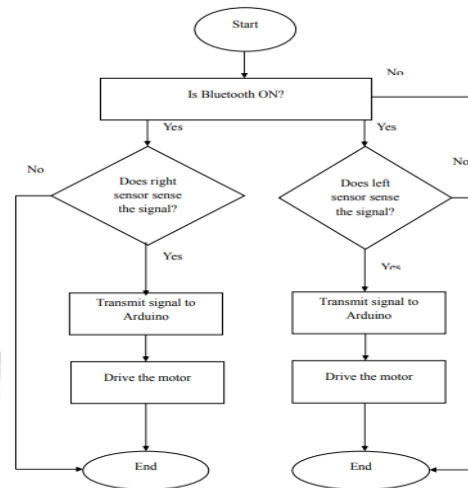 Start
Is Bluetooth ON?
No
Yes
Yes
No
Does right
sensor sense
the signal?
Does left
sensor sense
the signal?
No
Yes
Yes
Transmit signal to
Arduino
Transmit signal to
Arduino
Drive the motor
Drive the motor
End
End